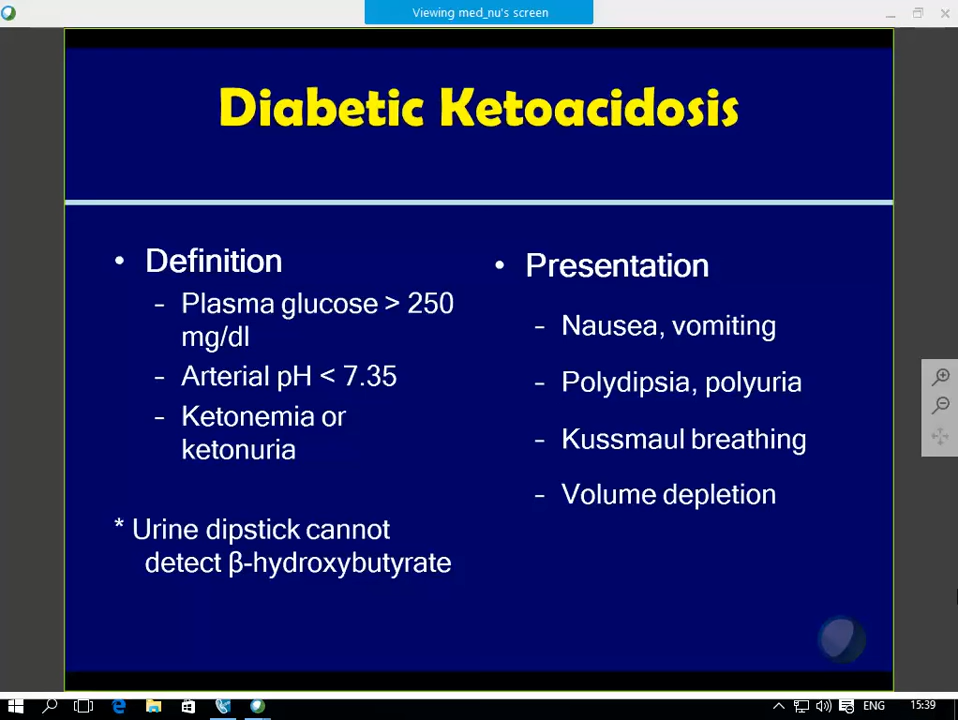 Viewing med_nu's screen
Diabetic Ketoacidosis
• Definition
- Plasma glucose > 250
mg/dl
- Arterial pH < 7.35
- Ketonemia or
ketonuria
* Urine dipstick cannot
detect β-hydroxybutyrate
• Presentation
- Nausea, vomiting
- Polydipsia, polyuria
- Kussmaul breathing
- Volume depletion
ENG
15:39